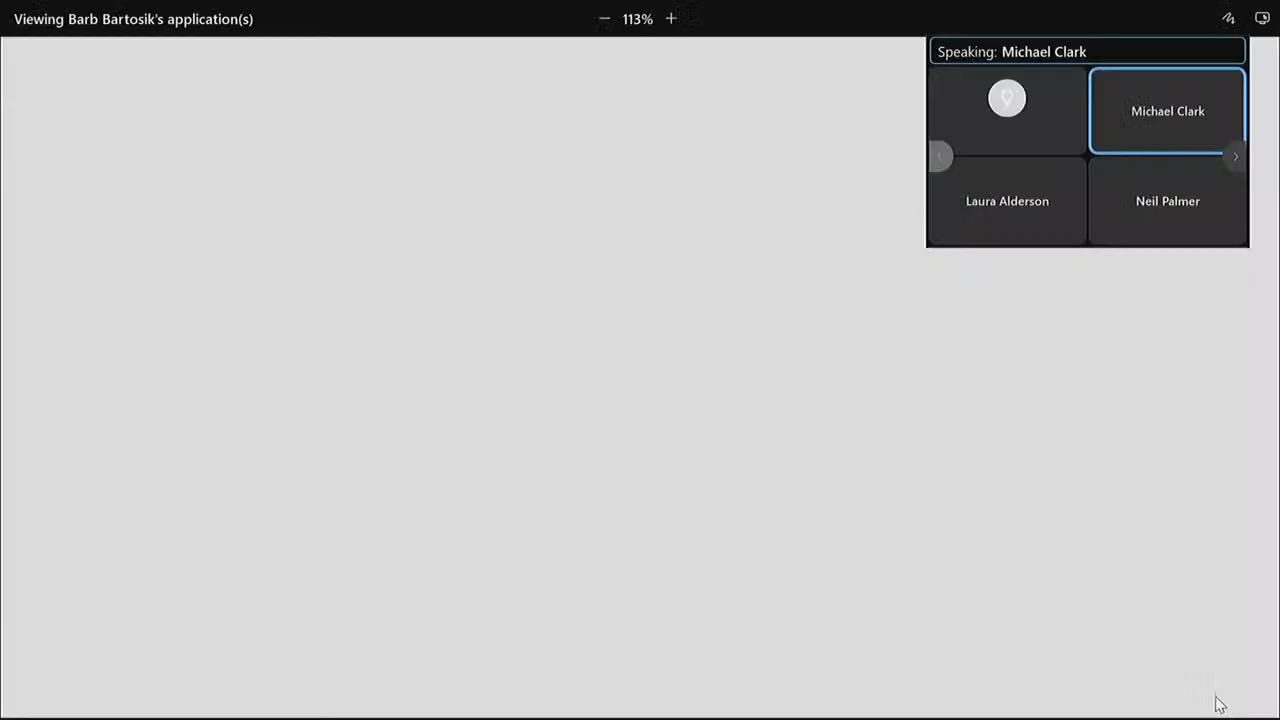 Viewing Barb Bartosik's application(s)
113%
Speaking: Michael Clark
Michael Clark
Laura Alderson
Neil Palmer